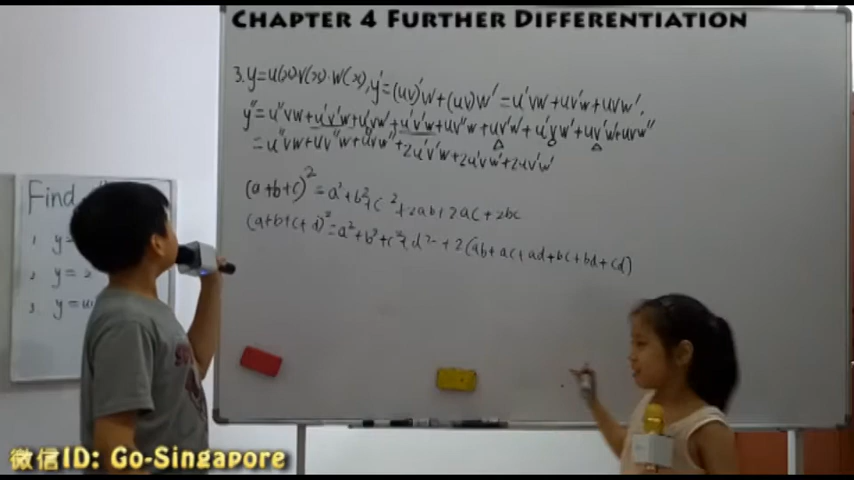 CHAPTER 4 FURTHER DIFFERENTIATION
3. y=u(x)v(x)·w(x), y'=(uv)'w+(uv)w'=u'vw+uv'w+uvw',
y''=u''vw+u'v'w+u'vw'+u'v'w+uv''w+uv'w'+u'vw'+uv'w'+uvw''
=u''vw+uv''w+uvw''+2u'v'w+2u'vw'+2uv'w'
(a+b+c)²=a²+b²+c²+2ab+2ac+2bc
(a+b+c+d)²=a²+b²+c²+d²+2(ab+ac+ad+bc+bd+cd)
Find
1. y=
2. y=2
3. y=u
微信ID: Go-Singapore